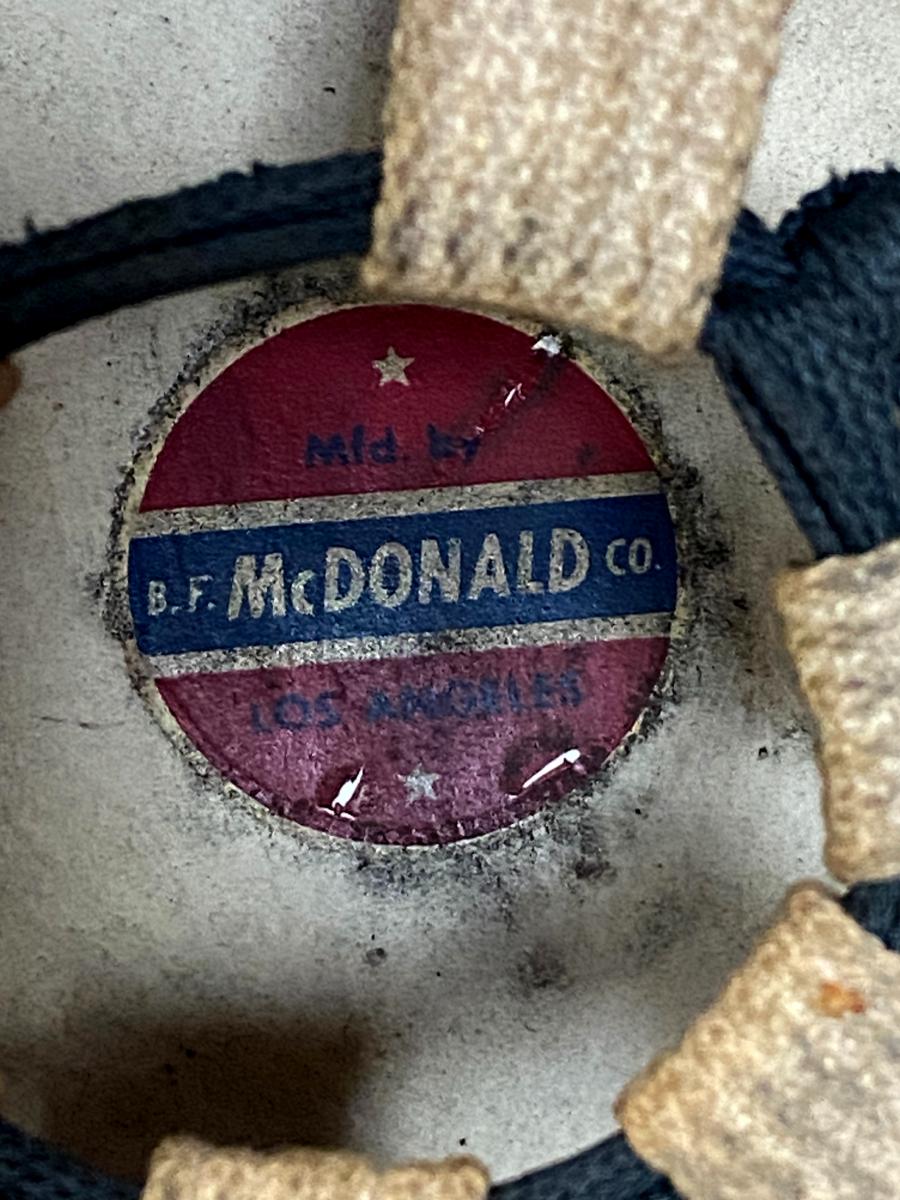 Mfd. by
B.F. McDONALD CO.
LOS ANGELES